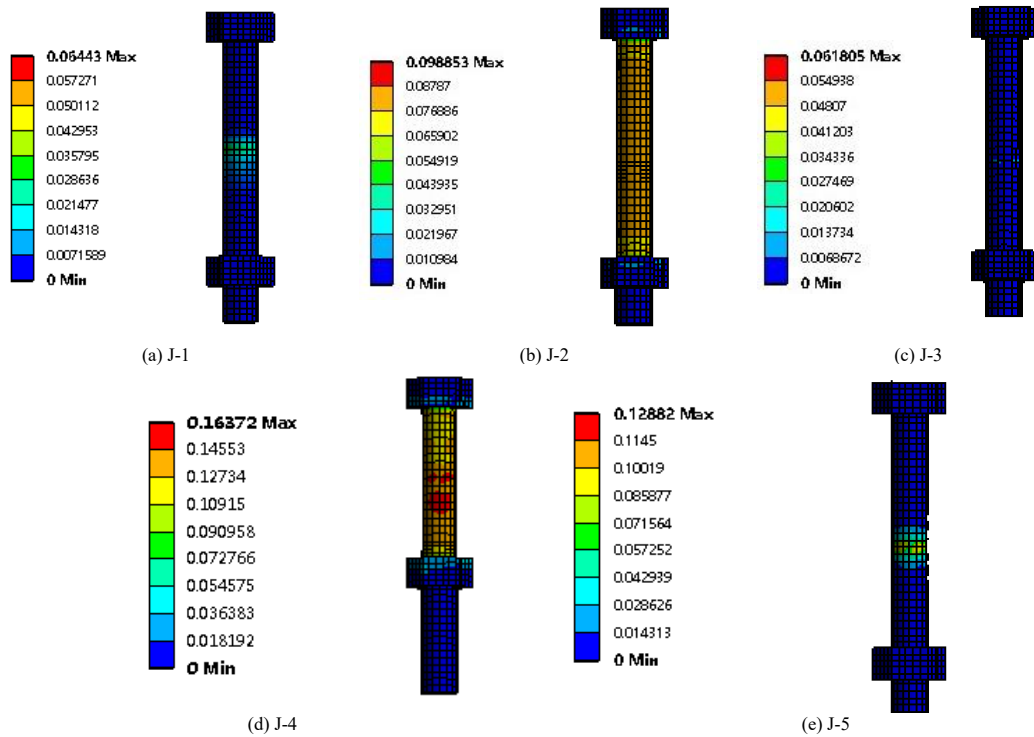 0.06443 Max
0.057271
0.050112
0.042953
0.035795
0.028636
0.021477
0.014318
0.0071589
0 Min
(a) J-1
0.098853 Max
0.08787
0.076886
0.065902
0.054919
0.043935
0.032951
0.021967
0.010984
0 Min
(b) J-2
0.061805 Max
0.054938
0.04807
0.041203
0.034336
0.027469
0.020602
0.013734
0.0068672
0 Min
(c) J-3
0.16372 Max
0.14553
0.12734
0.10915
0.090958
0.072766
0.054575
0.036383
0.018192
0 Min
(d) J-4
0.12882 Max
0.1145
0.10019
0.085877
0.071564
0.057252
0.042939
0.028626
0.014313
0 Min
(e) J-5